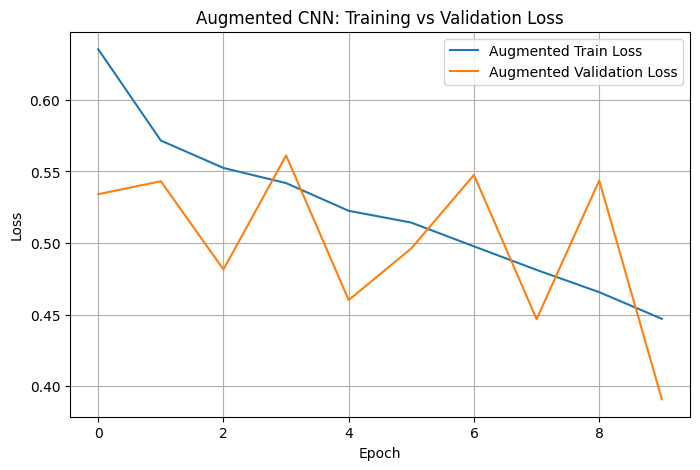 Augmented CNN: Training vs Validation Loss
Augmented Train Loss
Augmented Validation Loss
0.60
0.55
0.50
0.45
0.40
Loss
0 2 4 6 8
Epoch